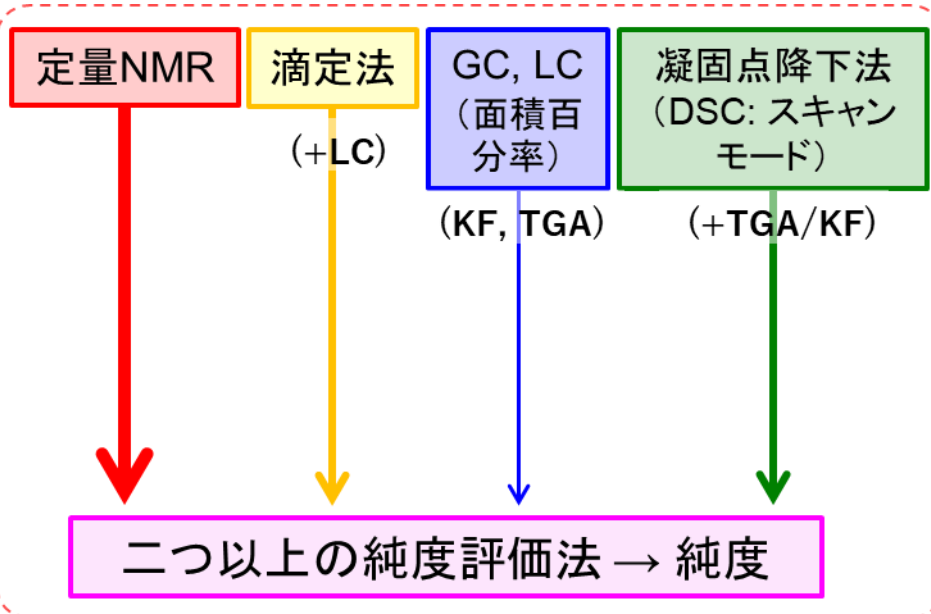 定量NMR
滴定法
(+LC)
GC, LC
（面積百
分率）
(KF, TGA)
凝固点降下法
（DSC: スキャン
モード）
(+TGA/KF)
二つ以上の純度評価法 → 純度